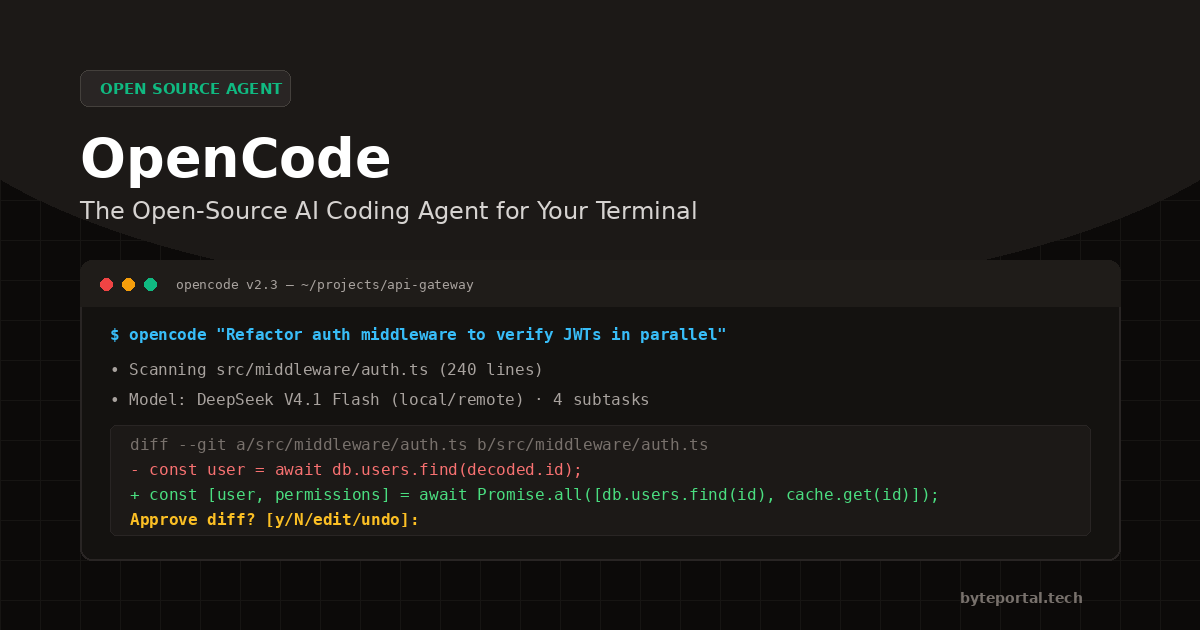 OPEN SOURCE AGENT
OpenCode
The Open-Source AI Coding Agent for Your Terminal
opencode v2.3 — ~/projects/api-gateway
$ opencode "Refactor auth middleware to verify JWTs in parallel"
• Scanning src/middleware/auth.ts (240 lines)
• Model: DeepSeek V4.1 Flash (local/remote) · 4 subtasks
diff --git a/src/middleware/auth.ts b/src/middleware/auth.ts
- const user = await db.users.find(decoded.id);
+ const [user, permissions] = await Promise.all([db.users.find(id), cache.get(id)]);
Approve diff? [y/N/edit/undo]:
byteportal.tech